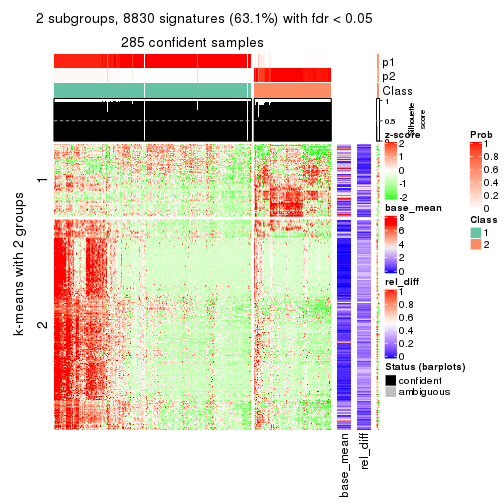 2 subgroups, 8830 signatures (63.1%) with fdr < 0.05
285 confident samples
p1
p2
Class
1
0.5
0
Silhouette
score
k-means with 2 groups
1
2
base_mean
rel_diff
z-score
2
1
0
-1
-2
base_mean
8
6
4
2
0
rel_diff
1
0.8
0.6
0.4
0.2
0
Status (barplots)
confident
ambiguous
Prob
1
0.8
0.6
0.4
0.2
0
Class
1
2